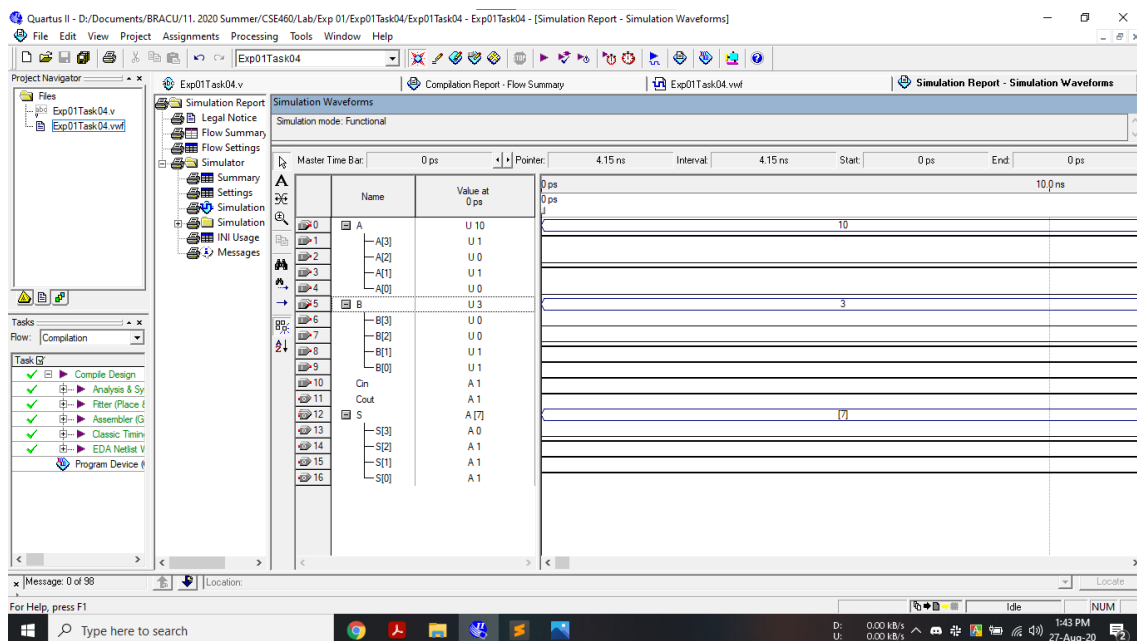 Quartus II - D:/Documents/BRACU/11. 2020 Summer/CSE460/Lab/Exp 01/Exp01Task04/Exp01Task04 - Exp01Task04 - [Simulation Report - Simulation Waveforms]
File Edit View Project Assignments Processing Tools Window Help
Exp01Task04
Project Navigator
Files
Exp01Task04.v
Exp01Task04.vwf
Exp01Task04.v
Compilation Report - Flow Summary
Exp01Task04.vwf
Simulation Report - Simulation Waveforms
Simulation Report
Legal Notice
Flow Summary
Flow Settings
Simulator
Summary
Settings
Simulation
Simulation
INI Usage
Messages
Simulation Waveforms
Simulation mode: Functional
Master Time Bar: 0 ps Pointer: 4.15 ns Interval: 4.15 ns Start: 0 ps End: 0 ps
Name Value at 0 ps 0 ps 10.0 ns
0 ps
0 A U 10 10
1 A[3] U 1
2 A[2] U 0
3 A[1] U 1
4 A[0] U 0
5 B U 3 3
6 B[3] U 0
7 B[2] U 0
8 B[1] U 1
9 B[0] U 1
10 Cin A 1
11 Cout A 1
12 S A [7] [7]
13 S[3] A 0
14 S[2] A 1
15 S[1] A 1
16 S[0] A 1
Tasks
Flow: Compilation
Task
Compile Design
Analysis & Sy
Fitter (Place &
Assembler (G
Classic Timin
EDA Netlist W
Program Device (
Message: 0 of 98
Location:
Locate
For Help, press F1
Idle
NUM
Type here to search
D: 0.00 kB/s
U: 0.00 kB/s
1:43 PM
27-Aug-20